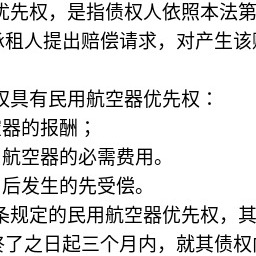 优先权，是指债权人依照本法第
承租人提出赔偿请求，对产生该
权具有民用航空器优先权：
器的报酬；
航空器的必需费用。
后发生的先受偿。
条规定的民用航空器优先权，其
终了之日起三个月内，就其债权